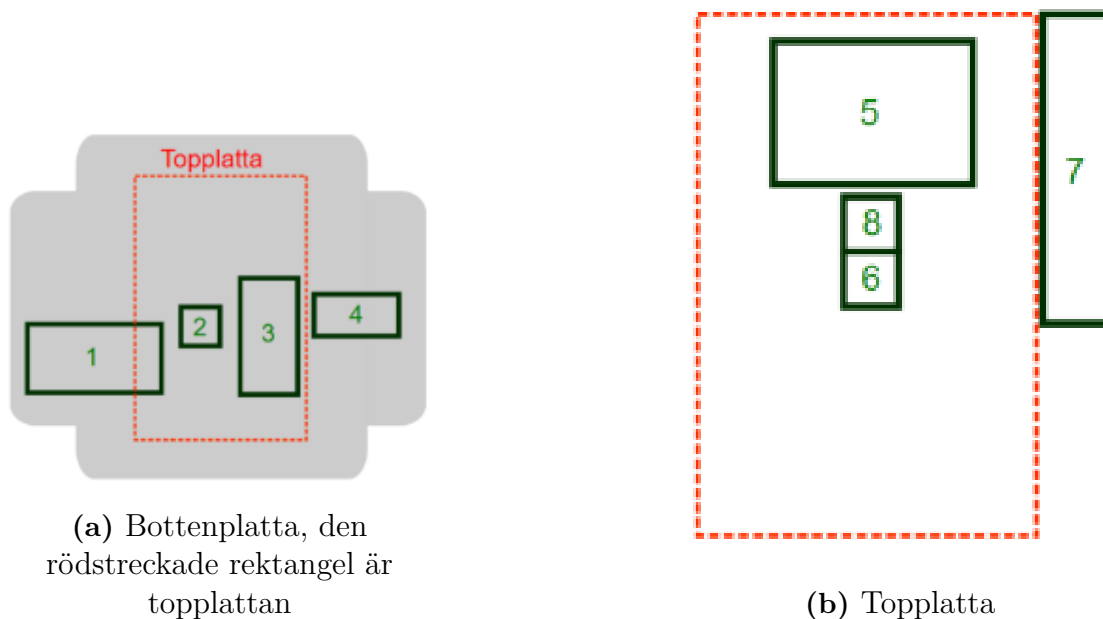 Topplatta
1
2
3
4
(a) Bottenplatta, den
rödstreckade rektangel är
topplattan
5
8
6
7
(b) Topplatta